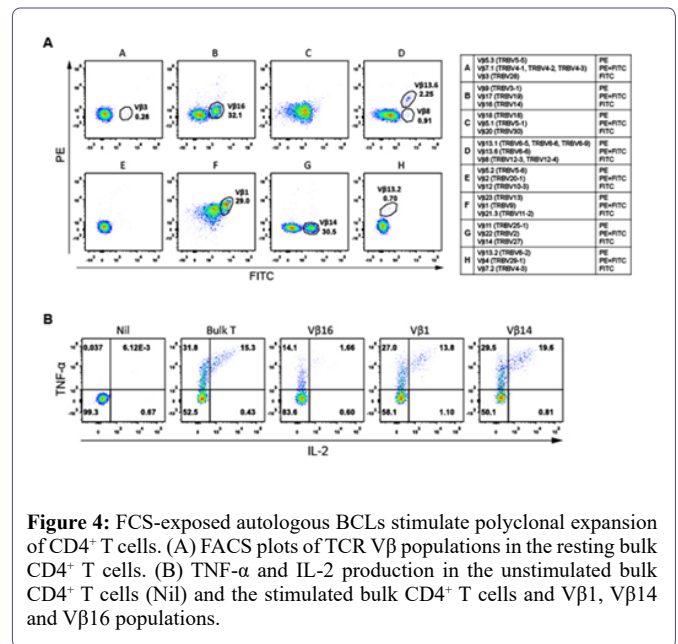 A
A B C D
Vβ3
0.28
Vβ16
32.1
Vβ13.6
2.25
Vβ8
0.91
E F G H
Vβ1
29.0
Vβ14
30.5
Vβ13.2
0.70
PE
FITC
A
Vβ5.3 (TRBV5-5) PE
Vβ7.1 (TRBV4-1, TRBV4-2, TRBV4-3) PE+FITC
Vβ3 (TRBV28) FITC
B
Vβ9 (TRBV3-1) PE
Vβ17 (TRBV19) PE+FITC
Vβ16 (TRBV14) FITC
C
Vβ18 (TRBV18) PE
Vβ5.1 (TRBV5-1) PE+FITC
Vβ20 (TRBV30) FITC
D
Vβ13.1 (TRBV6-5, TRBV6-6, TRBV6-9) PE
Vβ13.6 (TRBV6-6) PE+FITC
Vβ8 (TRBV12-3, TRBV12-4) FITC
E
Vβ5.2 (TRBV5-6) PE
Vβ2 (TRBV20-1) PE+FITC
Vβ12 (TRBV10-3) FITC
F
Vβ23 (TRBV13) PE
Vβ1 (TRBV9) PE+FITC
Vβ21.3 (TRBV11-2) FITC
G
Vβ11 (TRBV25-1) PE
Vβ22 (TRBV2) PE+FITC
Vβ14 (TRBV27) FITC
H
Vβ13.2 (TRBV6-2) PE
Vβ4 (TRBV29-1) PE+FITC
Vβ7.2 (TRBV4-3) FITC
B
Nil Bulk T Vβ16 Vβ1 Vβ14
0.037 6.12E-3 31.8 15.3 14.1 1.66 27.0 13.8 29.5 19.6
99.3 0.67 52.5 0.43 83.6 0.60 58.1 1.10 50.1 0.81
TNF-α
IL-2
Figure 4: FCS-exposed autologous BCLs stimulate polyclonal expansion
of CD4+ T cells. (A) FACS plots of TCR Vβ populations in the resting bulk
CD4+ T cells. (B) TNF-α and IL-2 production in the unstimulated bulk
CD4+ T cells (Nil) and the stimulated bulk CD4+ T cells and Vβ1, Vβ14
and Vβ16 populations.